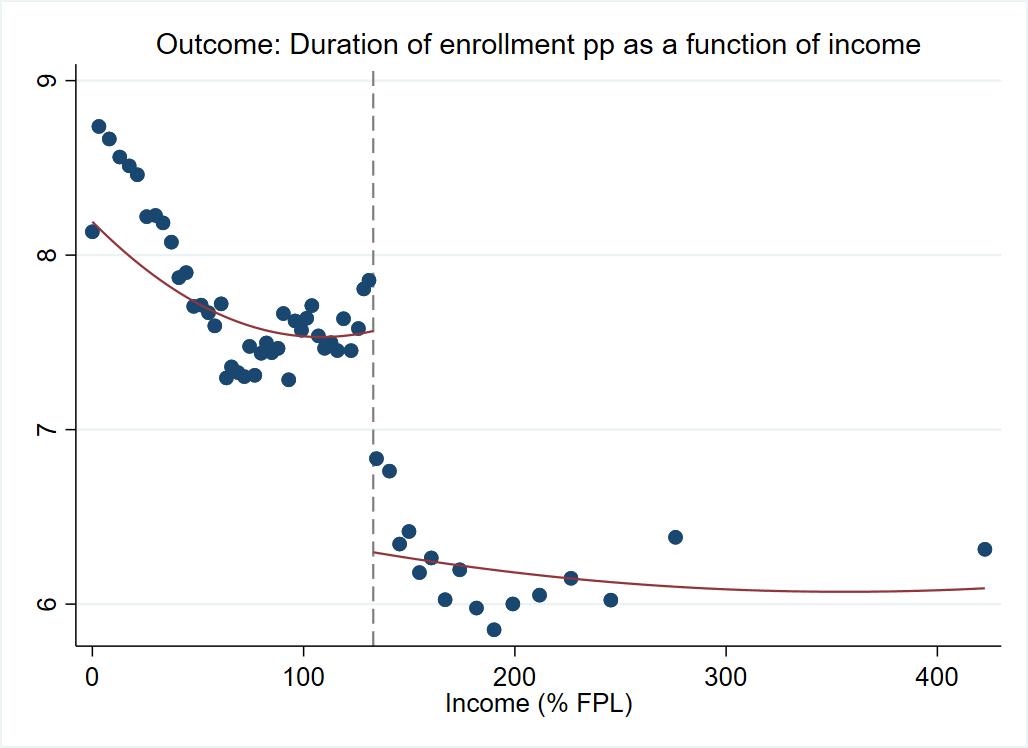 Outcome: Duration of enrollment pp as a function of income
9
8
7
6
0 100 200 300 400
Income (% FPL)